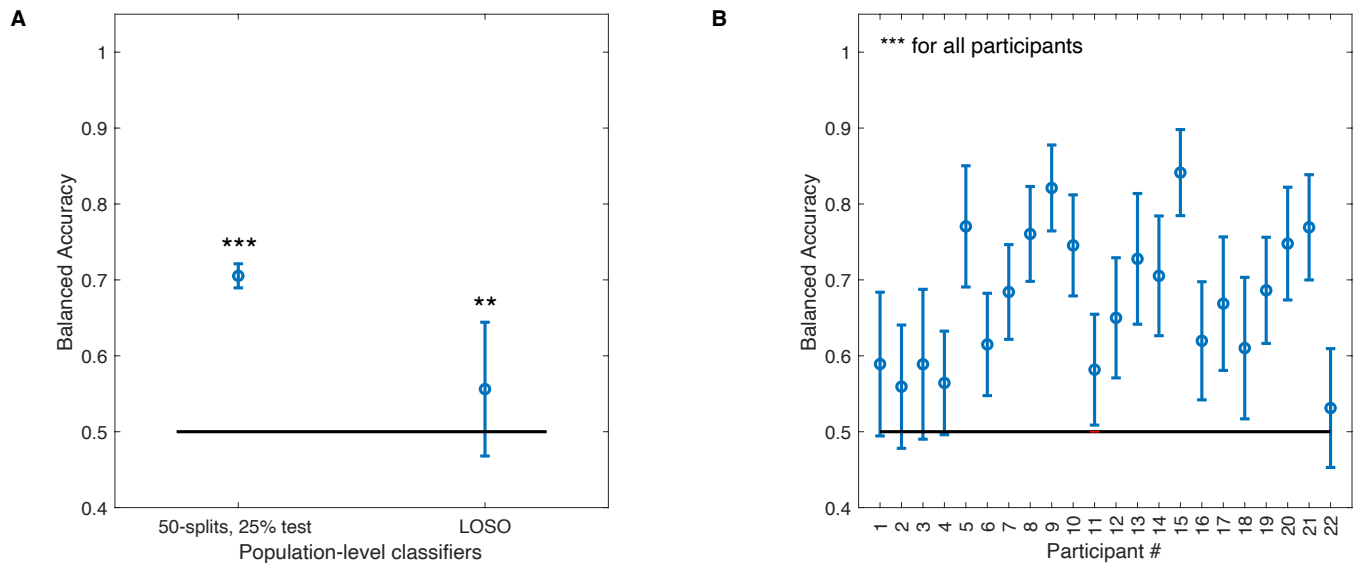 A
1
0.9
0.8
0.7
0.6
0.5
0.4
Balanced Accuracy
***
**
50-splits, 25% test LOSO
Population-level classifiers
B
*** for all participants
1
0.9
0.8
0.7
0.6
0.5
0.4
Balanced Accuracy
1 2 3 4 5 6 7 8 9 10 11 12 13 14 15 16 17 18 19 20 21 22
Participant #